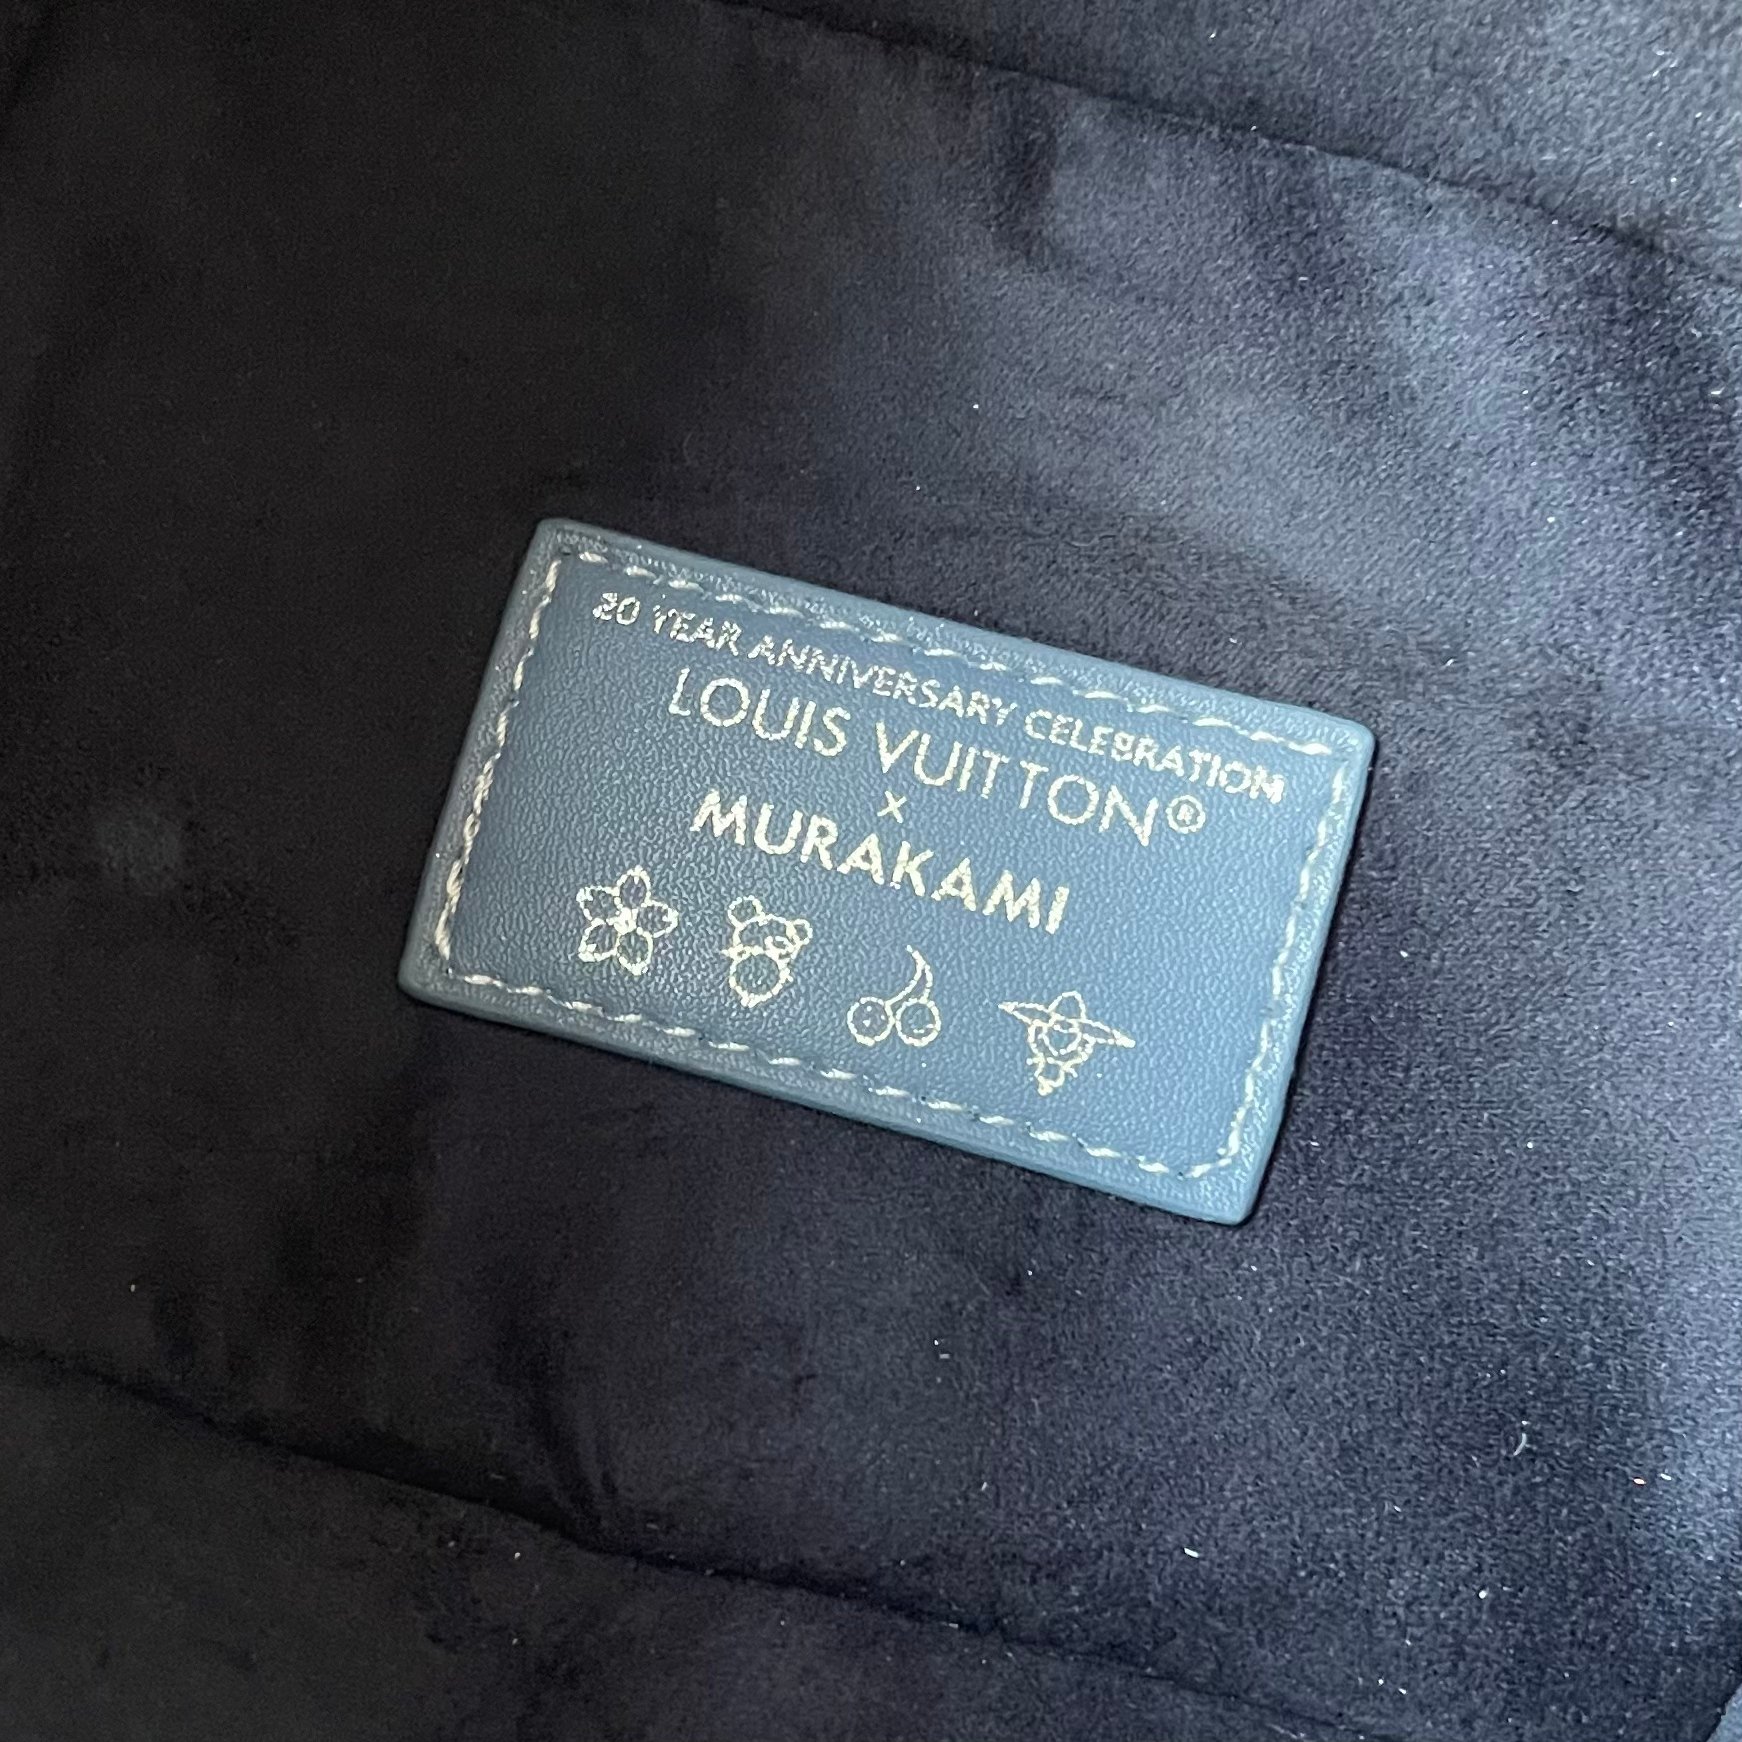 20 YEAR ANNIVERSARY CELEBRATION
LOUIS VUITTON®
x
MURAKAMI